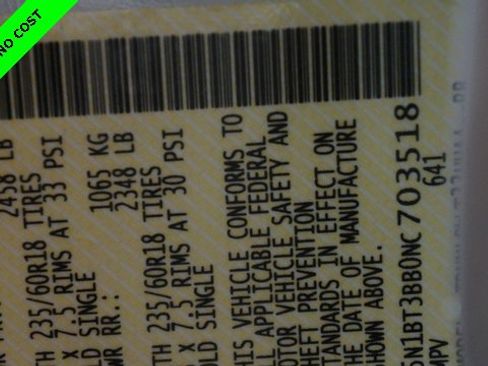 NO COST
2458 LB
TH 235/60R18 TIRES
X 7.5 RIMS AT 33 PSI
LD SINGLE
1065 KG
WR RR.: 2348 LB
TH 235/60R18 TIRES
X 7.5 RIMS AT 30 PSI
OLD SINGLE
HIS VEHICLE CONFORMS TO
LL APPLICABLE FEDERAL
OTOR VEHICLE SAFETY AND
HEFT PREVENTION
TANDARDS IN EFFECT ON
HE DATE OF MANUFACTURE
SHOWN ABOVE.
5N1BT3BB0NC703518
MPV 641